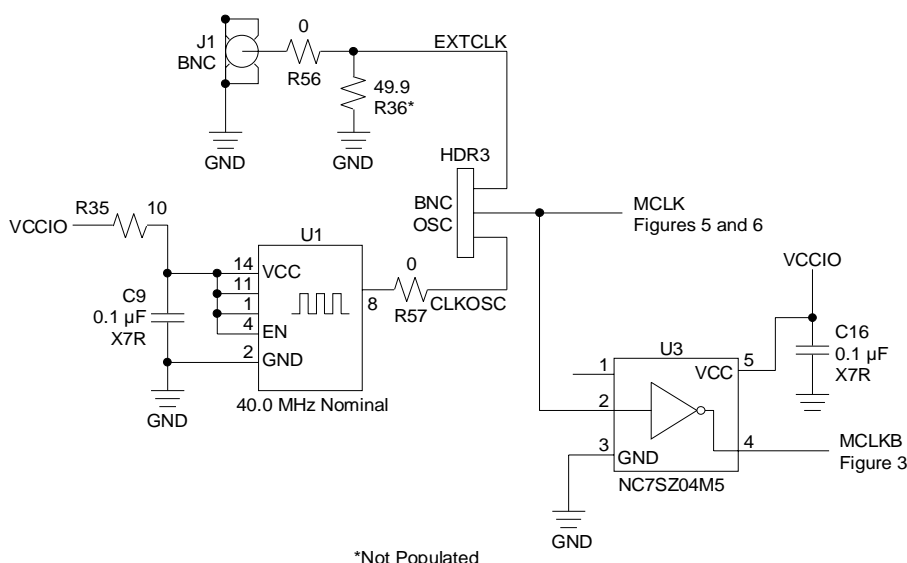 J1
BNC
0
R56
EXTCLK
49.9
R36*
GND
GND
HDR3
BNC
OSC
MCLK
Figures 5 and 6
R35
10
VCCIO
U1
14
VCC
11
1
4
EN
2
GND
8
0
R57
CLKOSC
C9
0.1 µF
X7R
GND
40.0 MHz Nominal
VCCIO
C16
0.1 µF
X7R
U3
1
VCC
5
2
3
GND
4
NC7SZ04M5
MCLKB
Figure 3
GND
*Not Populated